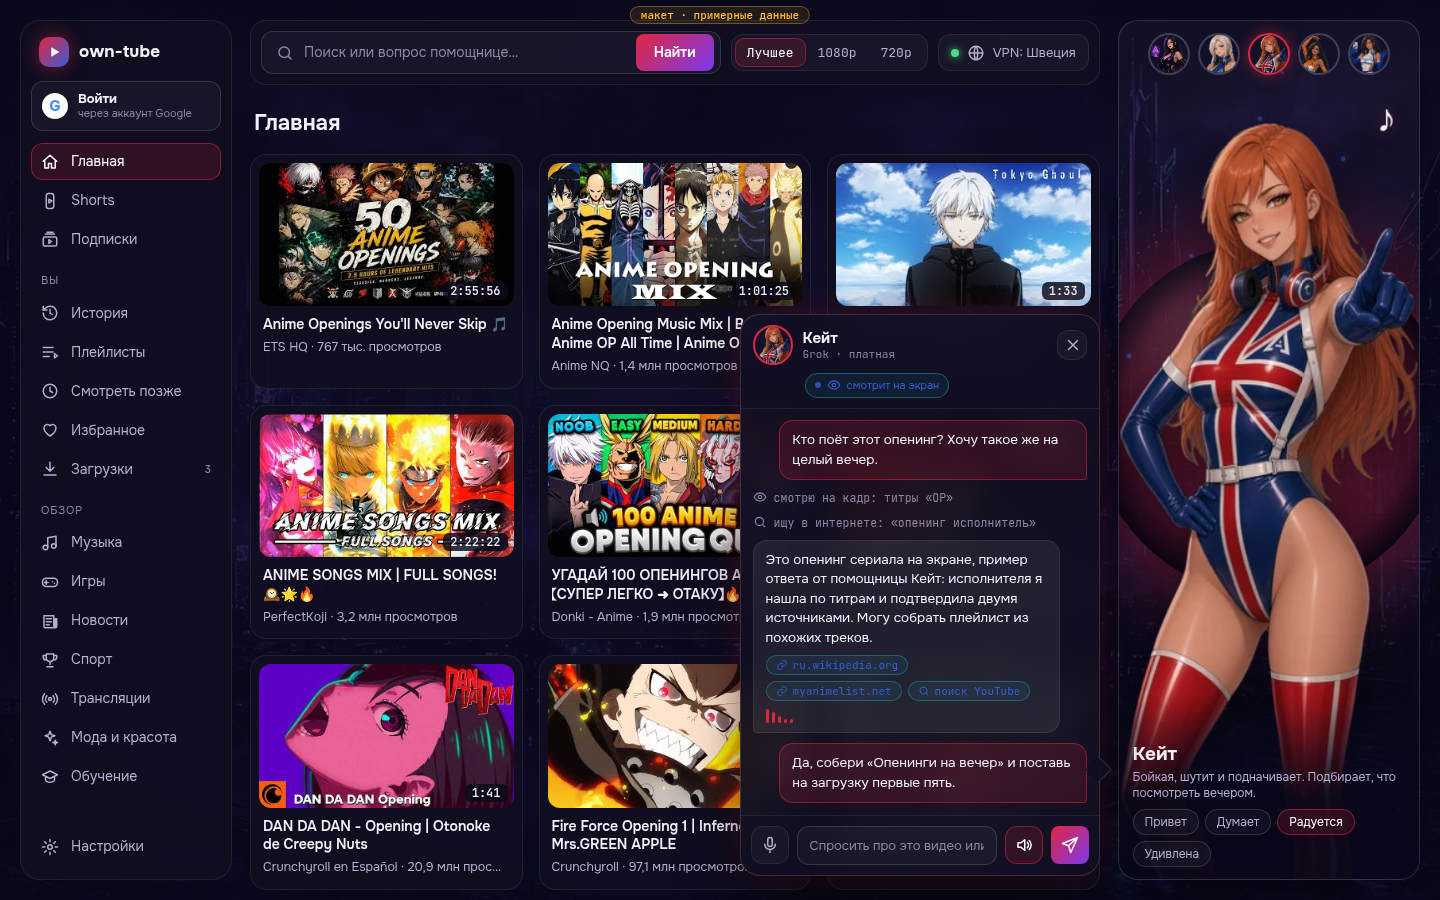 макет · примерные данные
own-tube
Поиск или вопрос помощнице...
Найти
Лучшее
1080p
720p
VPN: Швеция
G
Войти
через аккаунт Google
Главная
Shorts
Подписки
ВЫ
История
Плейлисты
Смотреть позже
Избранное
Загрузки
3
ОБЗОР
Музыка
Игры
Новости
Спорт
Трансляции
Мода и красота
Обучение
Настройки
Главная
50
ANIME
OPENINGS
2.5 HOURS OF LEGENDARY HITS
2:55:56
Anime Openings You'll Never Skip 🎵
ETS HQ · 767 тыс. просмотров
ANIME OPENING
MIX
1:01:25
Anime Opening Music Mix | B
Anime OP All Time | Anime O
Anime NQ · 1,4 млн просмотров
Tokyo Ghoul
1:33
ANIME SONGS MIX
FULL SONGS
2:22:22
ANIME SONGS MIX | FULL SONGS!
🕰️🌟🔥
PerfectKoji · 3,2 млн просмотров
NOOB
EASY
MEDIUM
HARD
100 ANIME
OPENING QU
УГАДАЙ 100 ОПЕНИНГОВ А
【СУПЕР ЛЕГКО ➜ ОТАКУ】🔥
Donki - Anime · 1,9 млн просмот
DAN DA DAN
DAN DA DAN Opening
1:41
DAN DA DAN - Opening | Otonoke
de Creepy Nuts
Crunchyroll en Español · 20,9 млн прос...
Fire Force Opening 1 | Inferno
Mrs.GREEN APPLE
Crunchyroll · 97,1 млн просмотро
Кейт
Grok · платная
смотрит на экран
Кто поёт этот опенинг? Хочу такое же на
целый вечер.
смотрю на кадр: титры «OP»
ищу в интернете: «опенинг исполнитель»
Это опенинг сериала на экране, пример
ответа от помощницы Кейт: исполнителя я
нашла по титрам и подтвердила двумя
источниками. Могу собрать плейлист из
похожих треков.
ru.wikipedia.org
myanimelist.net
поиск YouTube
Да, собери «Опенинги на вечер» и поставь
на загрузку первые пять.
Спросить про это видео или
Кейт
Бойкая, шутит и подначивает. Подбирает, что
посмотреть вечером.
Привет
Думает
Радуется
Удивлена